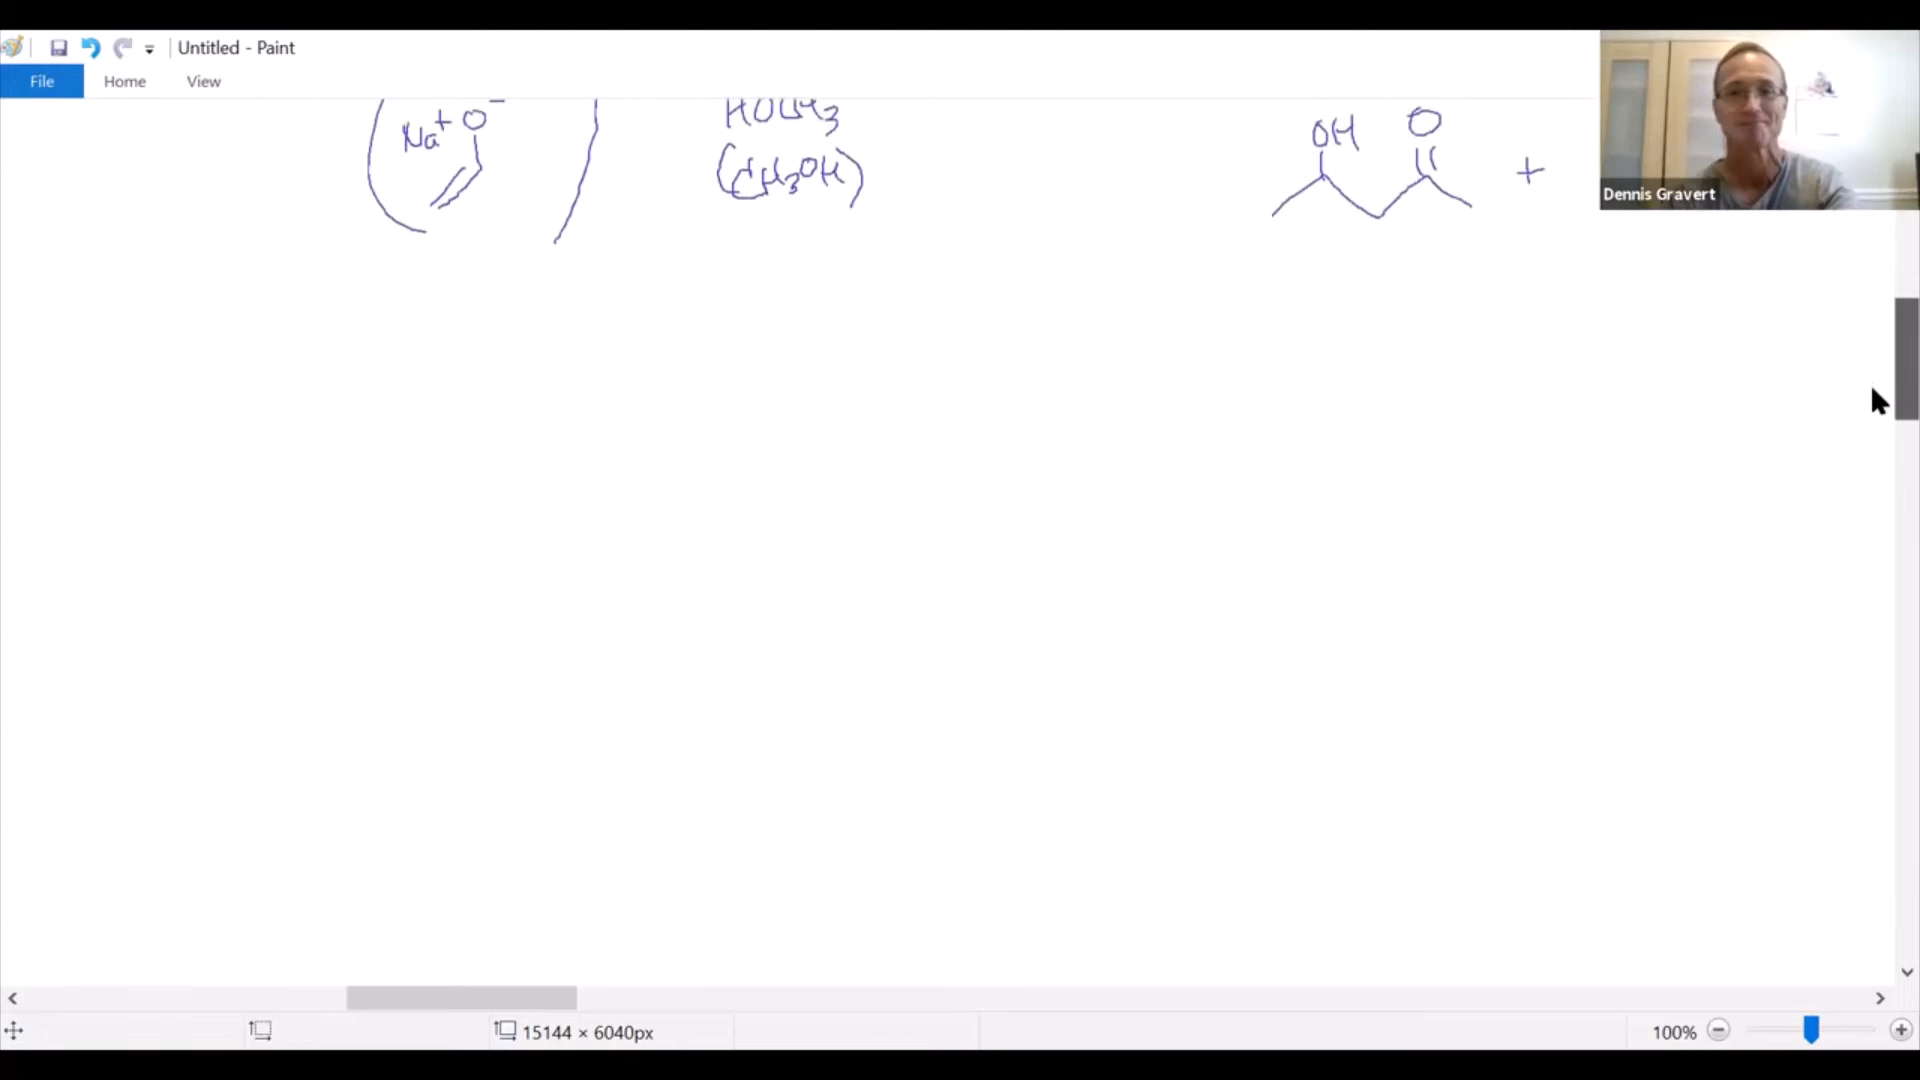 Untitled - Paint
File Home View
Na+ O-
HOCH3
(CH3OH)
OH O
+
Dennis Gravert
15144 × 6040px
100%